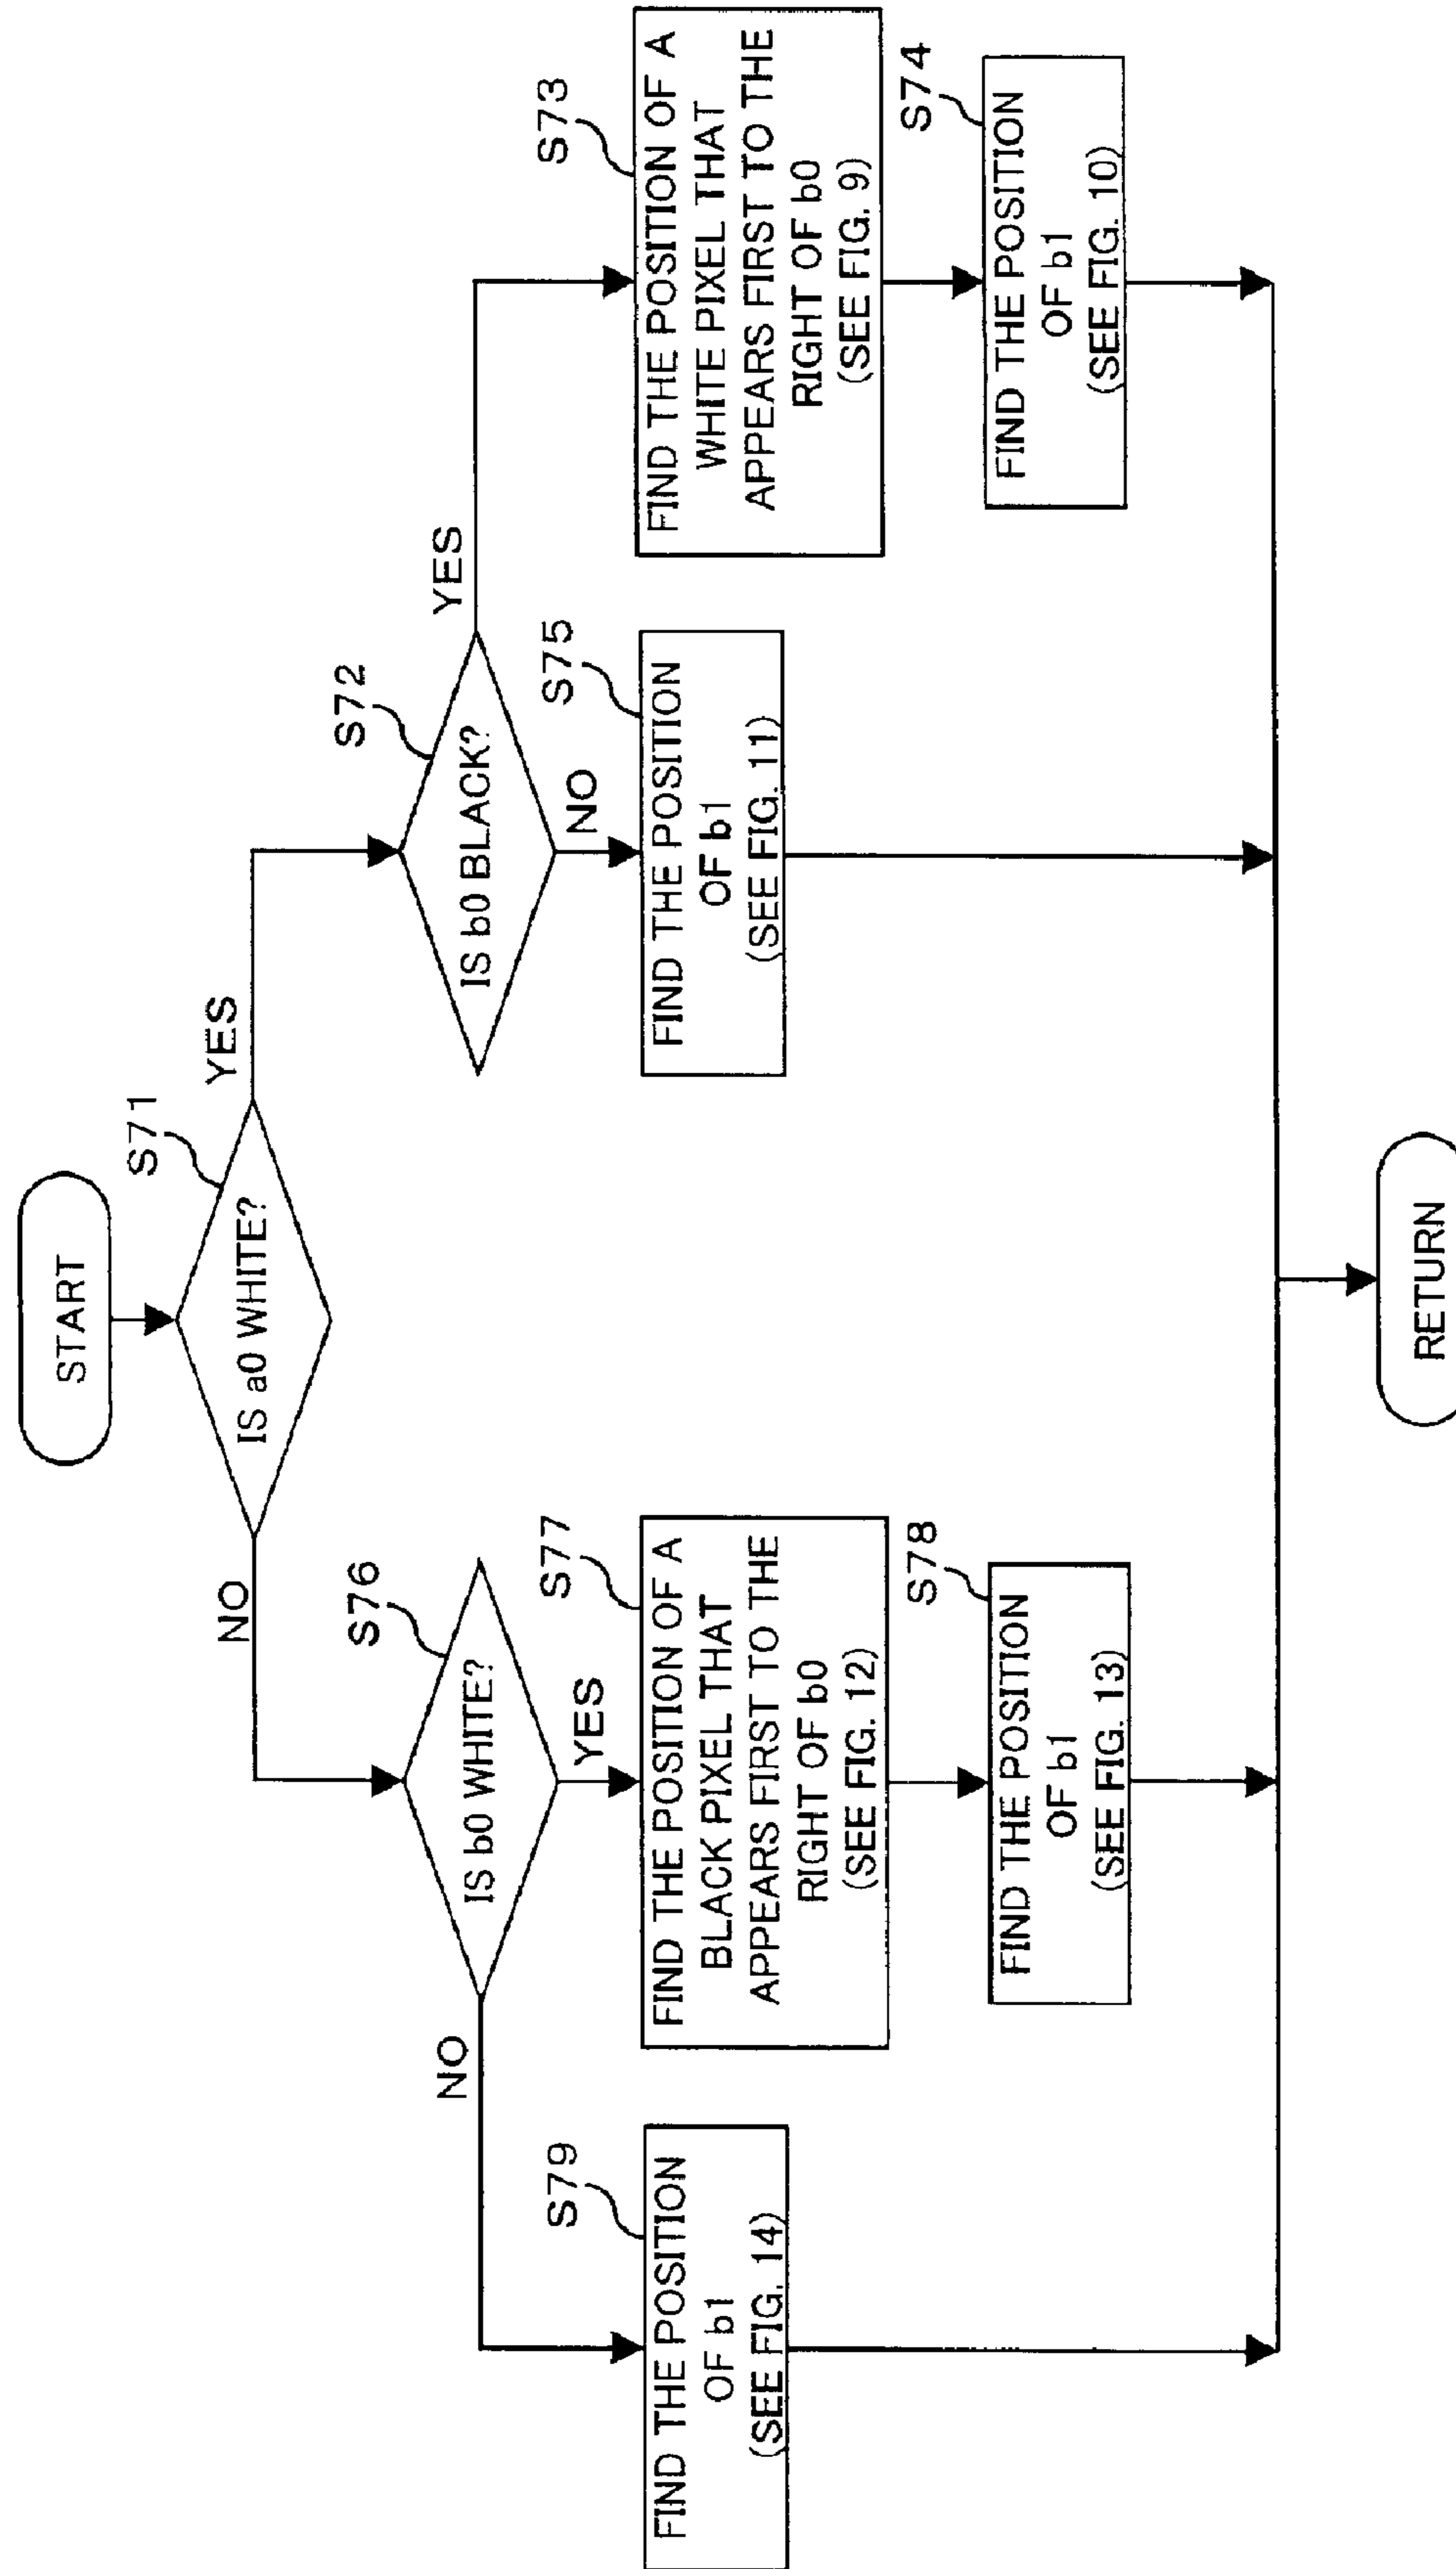 START
S71
IS a0 WHITE?
NO
YES
S76
IS b0 WHITE?
NO
YES
S72
IS b0 BLACK?
YES
NO
S79
FIND THE POSITION
OF b1
(SEE FIG. 14)
S77
FIND THE POSITION OF A
BLACK PIXEL THAT
APPEARS FIRST TO THE
RIGHT OF b0
(SEE FIG. 12)
S78
FIND THE POSITION
OF b1
(SEE FIG. 13)
S75
FIND THE POSITION
OF b1
(SEE FIG. 11)
S73
FIND THE POSITION OF A
WHITE PIXEL THAT
APPEARS FIRST TO THE
RIGHT OF b0
(SEE FIG. 9)
S74
FIND THE POSITION
OF b1
(SEE FIG. 10)
RETURN